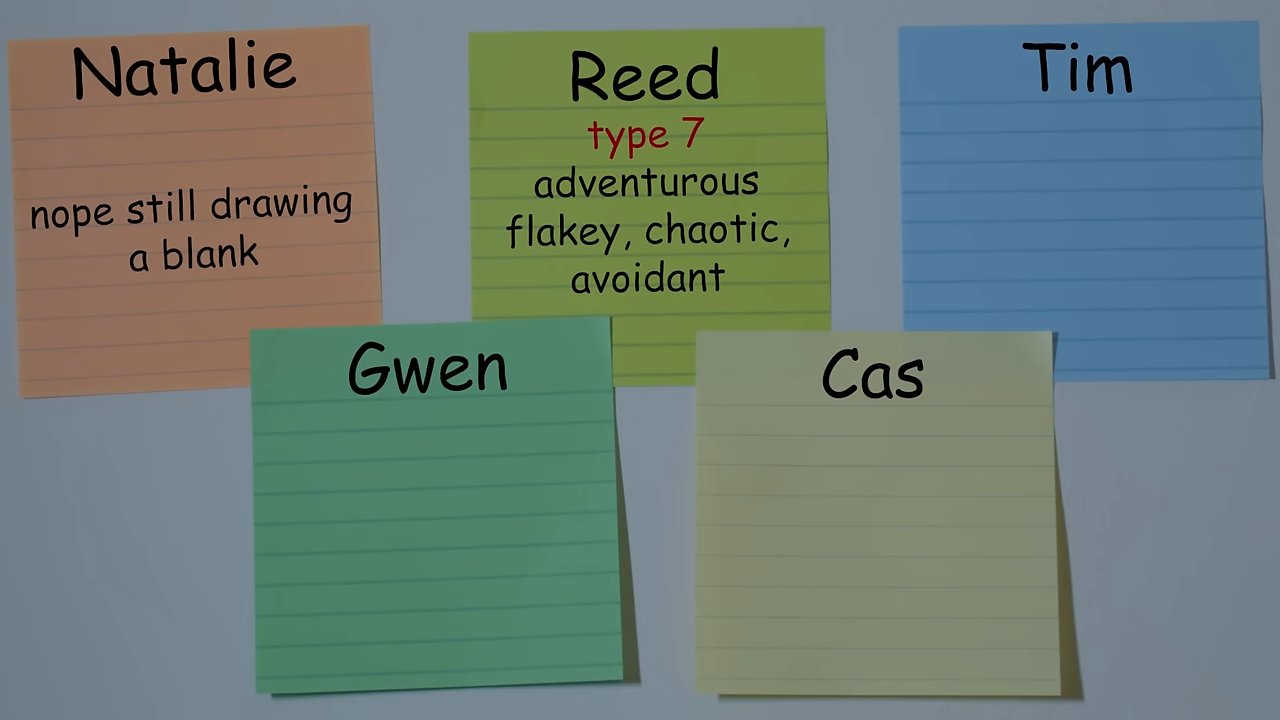 Natalie
nope still drawing
a blank
Reed
type 7
adventurous
flakey, chaotic,
avoidant
Tim
Gwen
Cas